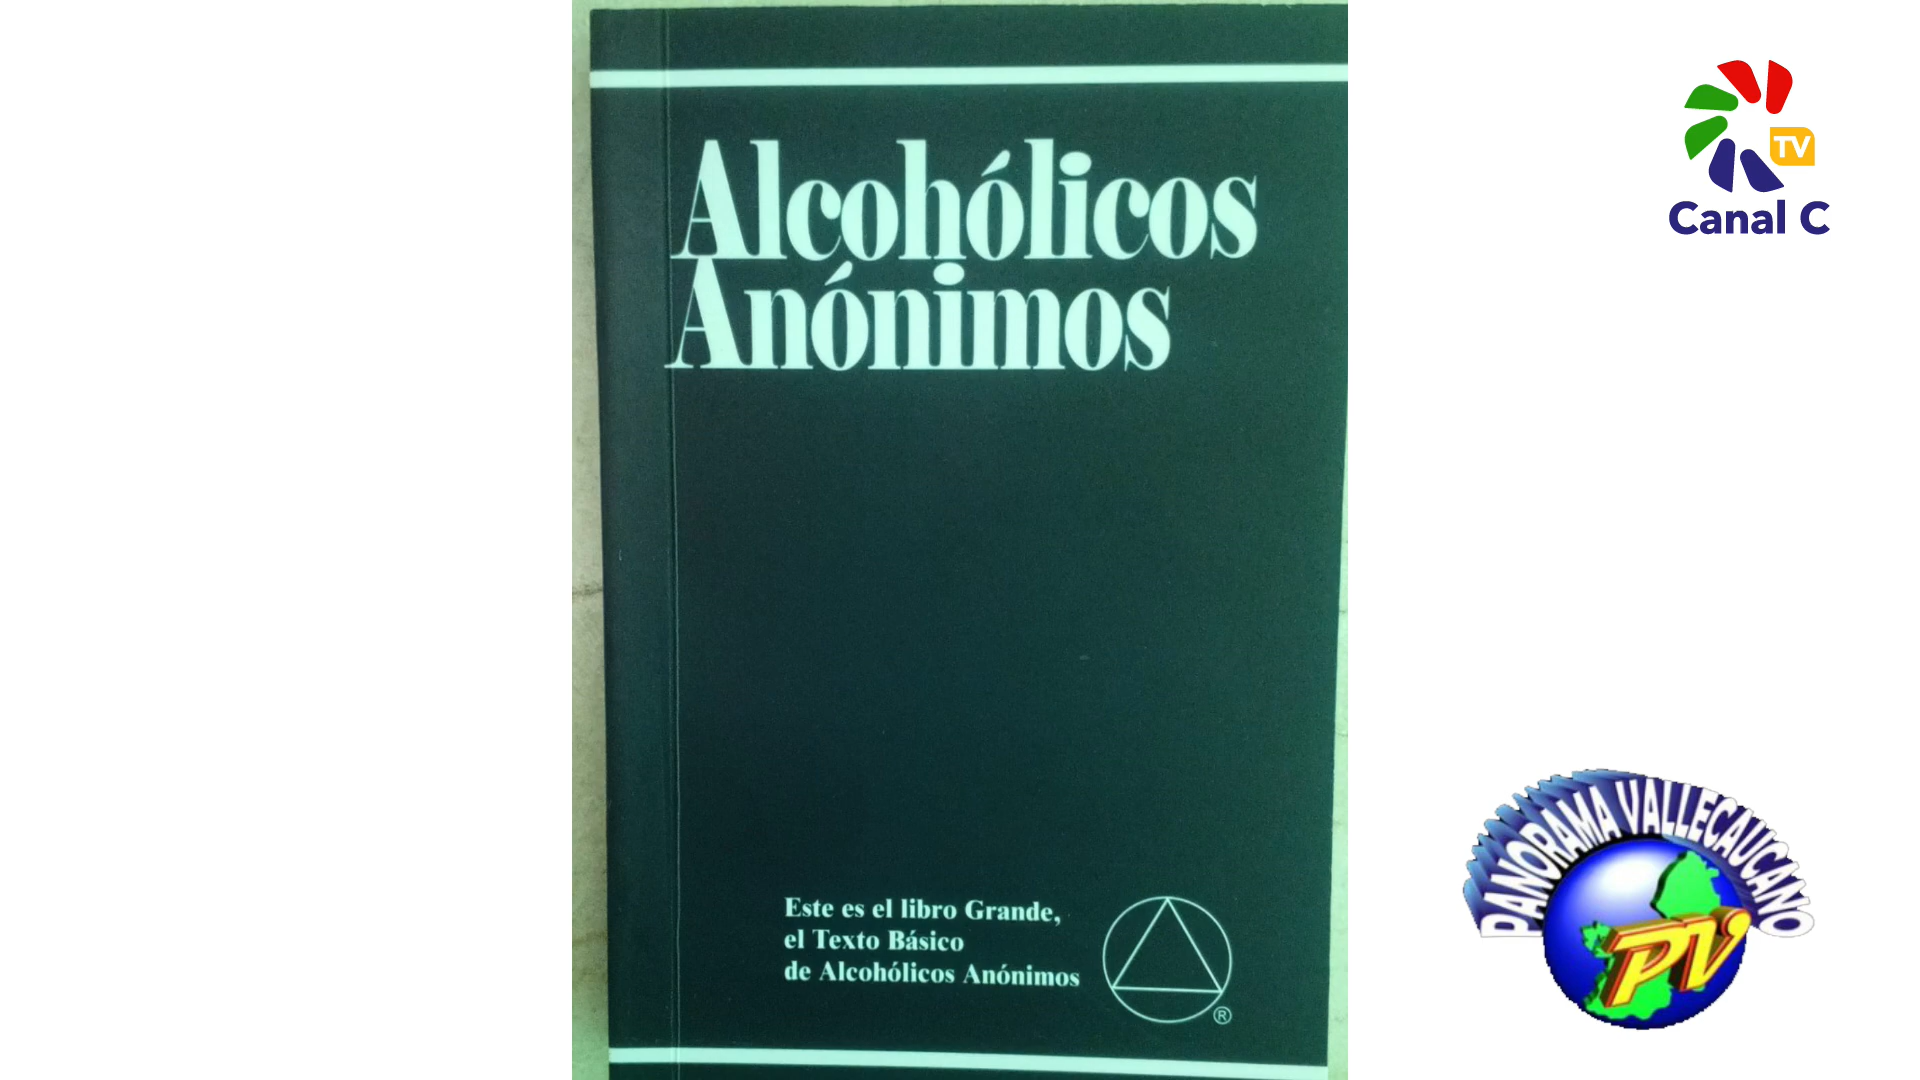 Alcohólicos
Anónimos
Este es el libro Grande,
el Texto Básico
de Alcohólicos Anónimos
®
TV
Canal C
PANORAMA VALLECAUCANO
PV